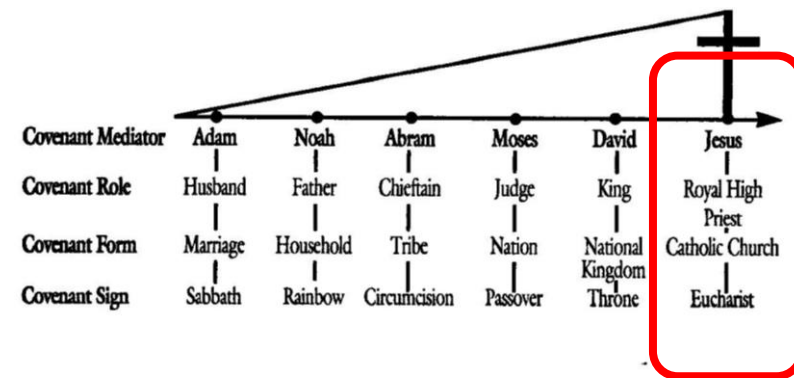 Covenant Mediator Adam Noah Abram Moses David Jesus
Covenant Role Husband Father Chieftain Judge King Royal High
Priest
Covenant Form Marriage Household Tribe Nation National Catholic Church
Kingdom
Covenant Sign Sabbath Rainbow Circumcision Passover Throne Eucharist